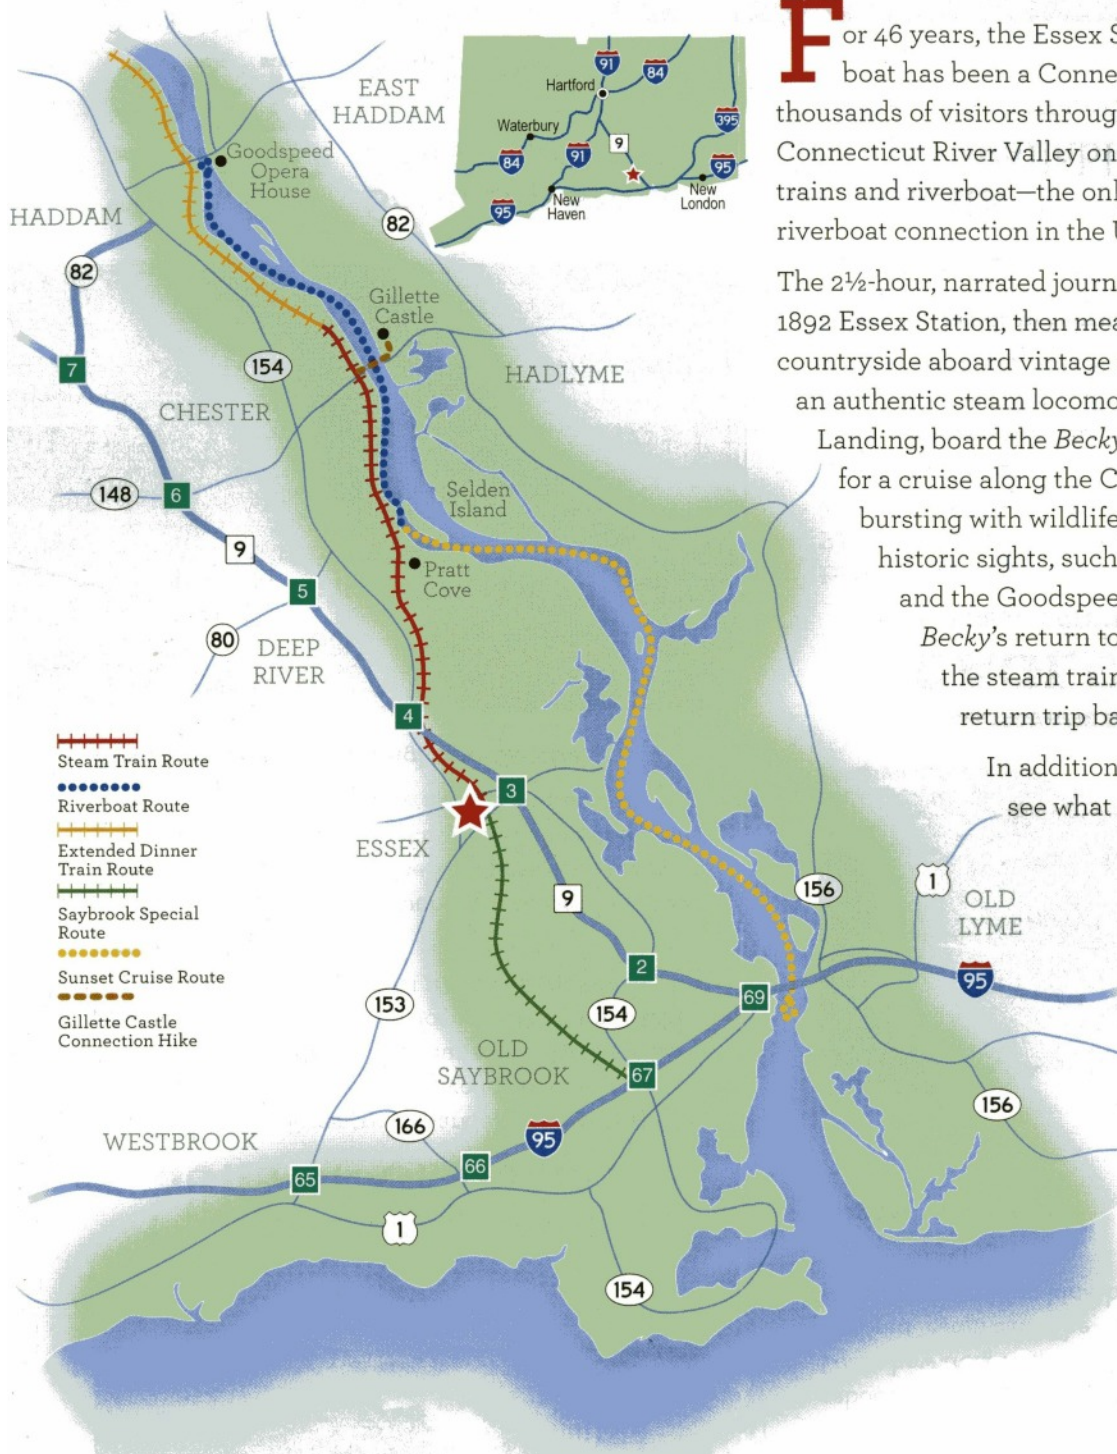 For 46 years, the Essex S
boat has been a Conne
thousands of visitors throug
Connecticut River Valley on
trains and riverboat—the onl
riverboat connection in the U
The 2½-hour, narrated journ
1892 Essex Station, then mea
countryside aboard vintage
an authentic steam locomo
Landing, board the Becky
for a cruise along the C
bursting with wildlife
historic sights, such
and the Goodspee
Becky's return to
the steam train
return trip ba
In addition
see what
91
84
Hartford
Waterbury
9
395
84
91
95
New
Haven
New
London
95
EAST
HADDAM
Goodspeed
Opera
House
HADDAM
82
82
Gillette
Castle
7
154
HADLYME
CHESTER
148
6
Selden
Island
9
Pratt
Cove
5
80
DEEP
RIVER
4
3
ESSEX
Steam Train Route
Riverboat Route
Extended Dinner
Train Route
Saybrook Special
Route
Sunset Cruise Route
Gillette Castle
Connection Hike
156
1
OLD
LYME
9
2
69
95
153
154
OLD
SAYBROOK
67
156
166
95
WESTBROOK
65
66
1
154